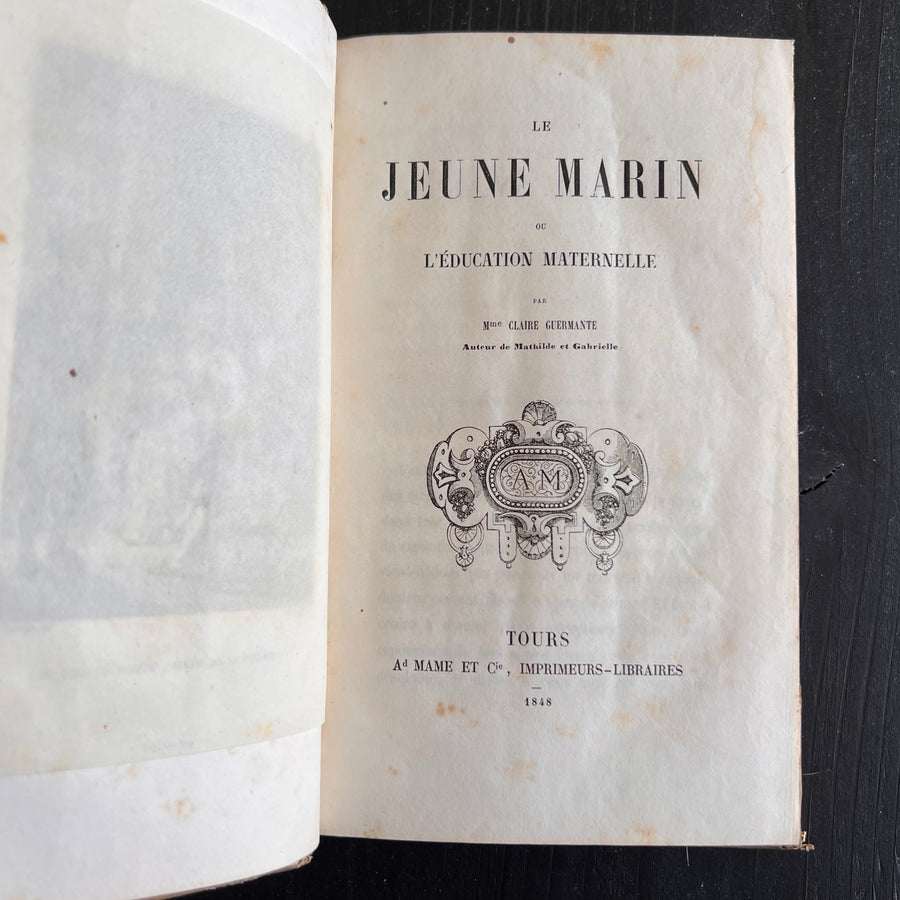 LE
JEUNE MARIN
OU
L'ÉDUCATION MATERNELLE
PAR
Mme CLAIRE GUERMANTE
Auteur de Mathilde et Gabrielle
A M
TOURS
Ad MAME ET Cie, IMPRIMEURS-LIBRAIRES
1848